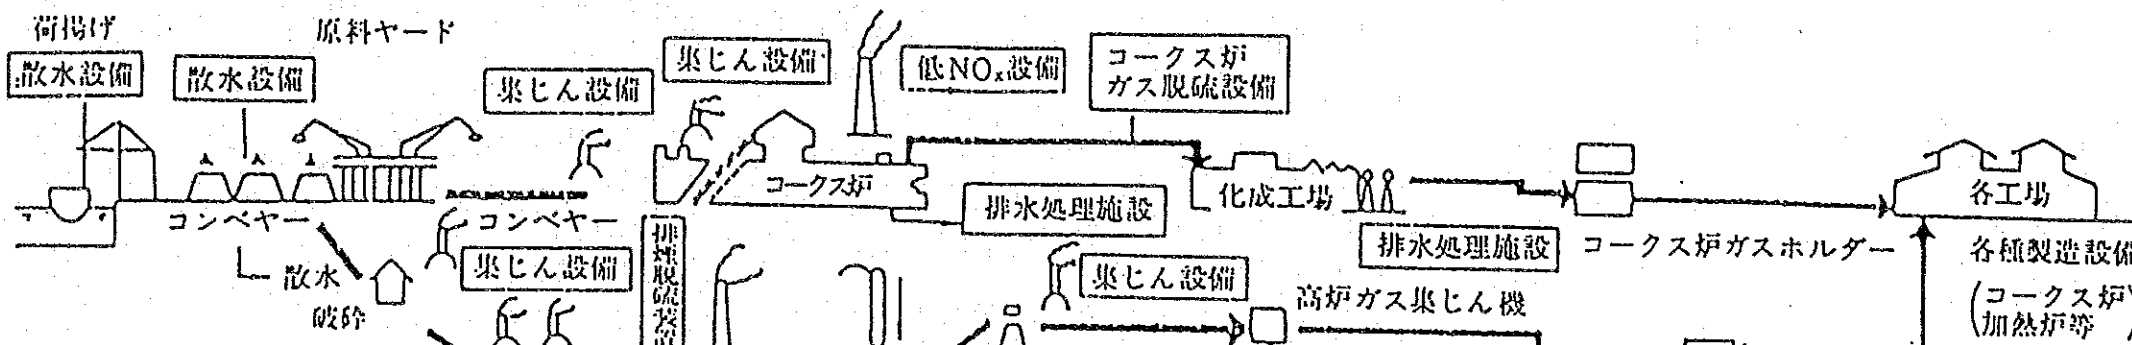 荷揚げ
原料ヤード
散水設備
散水設備
集じん設備
集じん設備
低NOx設備
コークス炉
ガス脱硫設備
コークス炉
化成工場
各工場
コンベヤー
コンベヤー
排水処理施設
排水処理施設
コークス炉ガスホルダー
各種製造設備
(コークス炉
加熱炉等
散水
破砕
集じん設備
排煙脱硫装置
集じん設備
高炉ガス集じん機